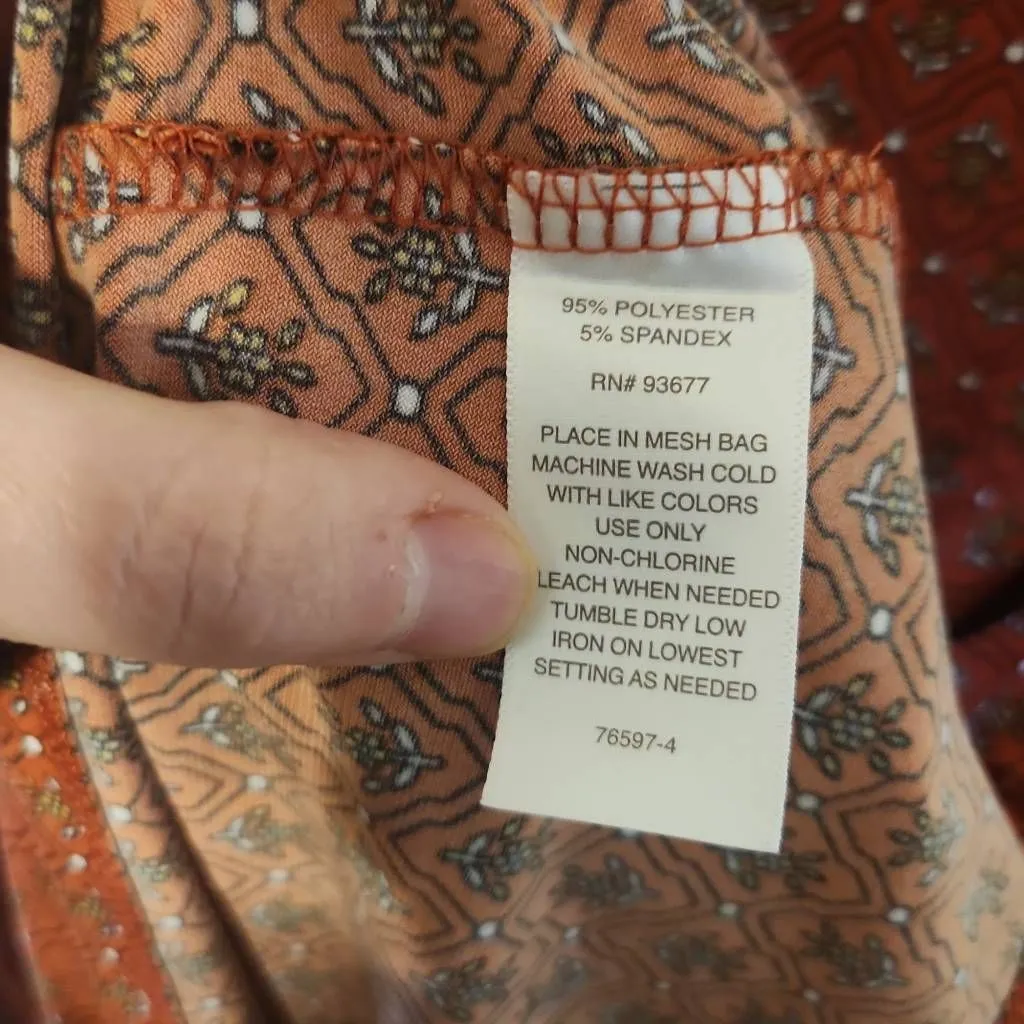 95% POLYESTER
5% SPANDEX
RN# 93677
PLACE IN MESH BAG
MACHINE WASH COLD
WITH LIKE COLORS
USE ONLY
NON-CHLORINE
LEACH WHEN NEEDED
TUMBLE DRY LOW
IRON ON LOWEST
SETTING AS NEEDED
76597-4